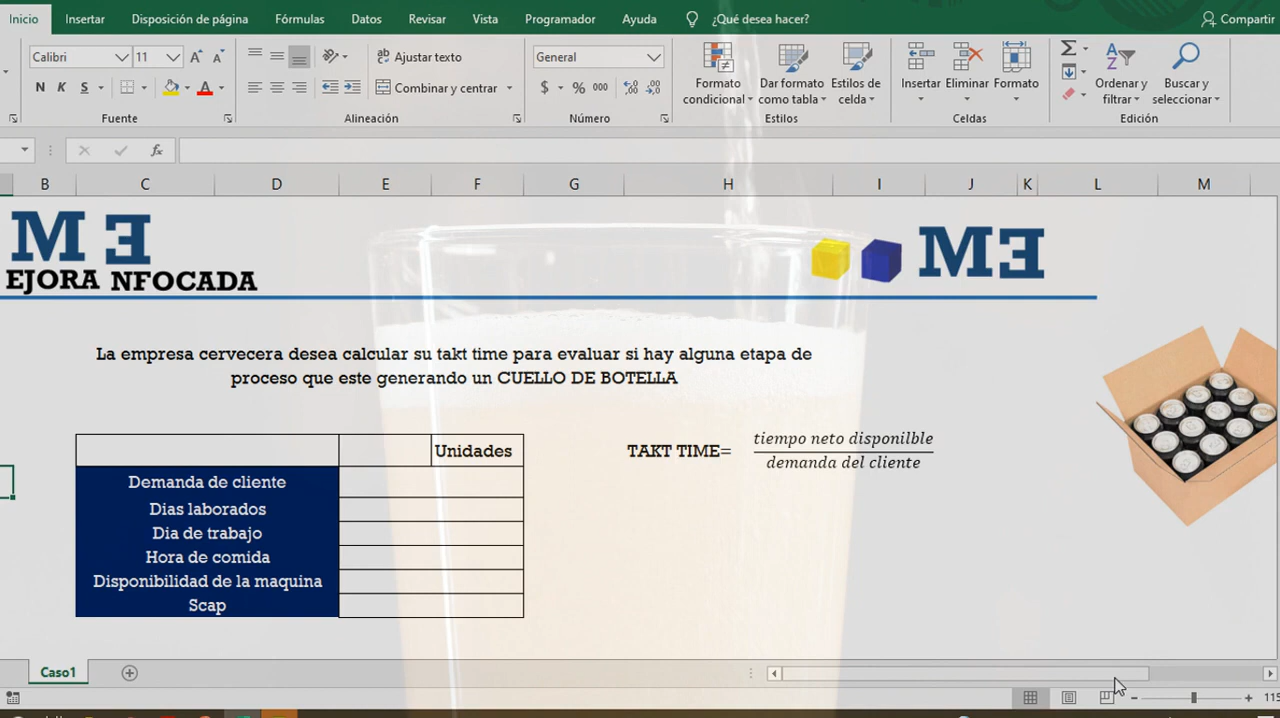 Inicio Insertar Disposición de página Fórmulas Datos Revisar Vista Programador Ayuda ¿Qué desea hacer? Compartir
Calibri 11 Ajustar texto General
N K S Combinar y centrar $ % 000
Formato condicional Dar formato como tabla Estilos de celda Insertar Eliminar Formato Ordenar y filtrar Buscar y seleccionar
Fuente Alineación Número Estilos Celdas Edición
fx
B C D E F G H I J K L M
ME
EJORA NFOCADA
ME
La empresa cervecera desea calcular su takt time para evaluar si hay alguna etapa de
proceso que este generando un CUELLO DE BOTELLA
Unidades
Demanda de cliente
Dias laborados
Dia de trabajo
Hora de comida
Disponibilidad de la maquina
Scap
TAKT TIME= tiempo neto disponilble
demanda del cliente
Caso1